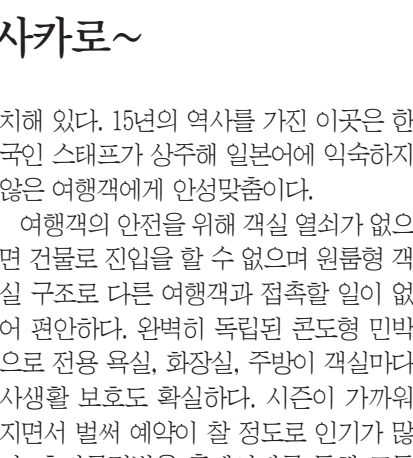 사카로~
치해 있다. 15년의 역사를 가진 이곳은 한
국인 스태프가 상주해 일본어에 익숙하지
않은 여행객에게 안성맞춤이다.
여행객의 안전을 위해 객실 열쇠가 없으
면 건물로 진입을 할 수 없으며 원룸형 객
실 구조로 다른 여행객과 접촉할 일이 없
어 편안하다. 완벽히 독립된 콘도형 민박
으로 전용 욕실, 화장실, 주방이 객실마다
사생활 보호도 확실하다. 시즌이 가까워
지면서 벌써 예약이 찰 정도로 인기가 많